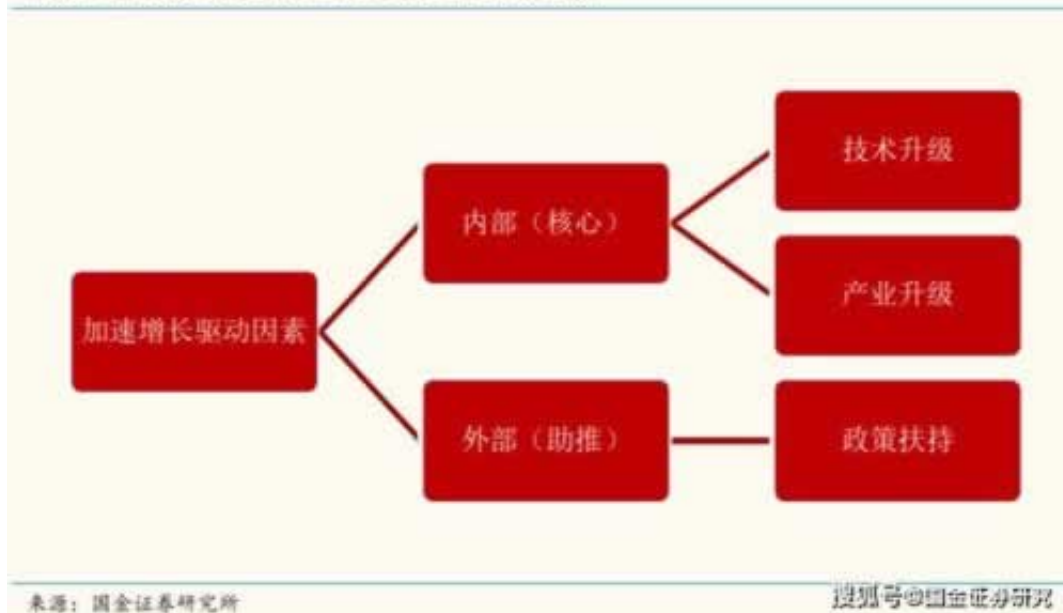 加速增长驱动因素
内部（核心）
外部（助推）
技术升级
产业升级
政策扶持
来源：国金证券研究所
搜狐号@国金证券研究